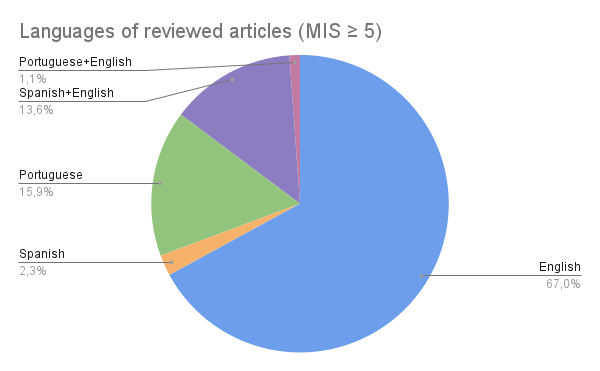 Languages of reviewed articles (MIS ≥ 5)
Portuguese+English
1,1%
Spanish+English
13,6%
Portuguese
15,9%
Spanish
2,3%
English
67,0%